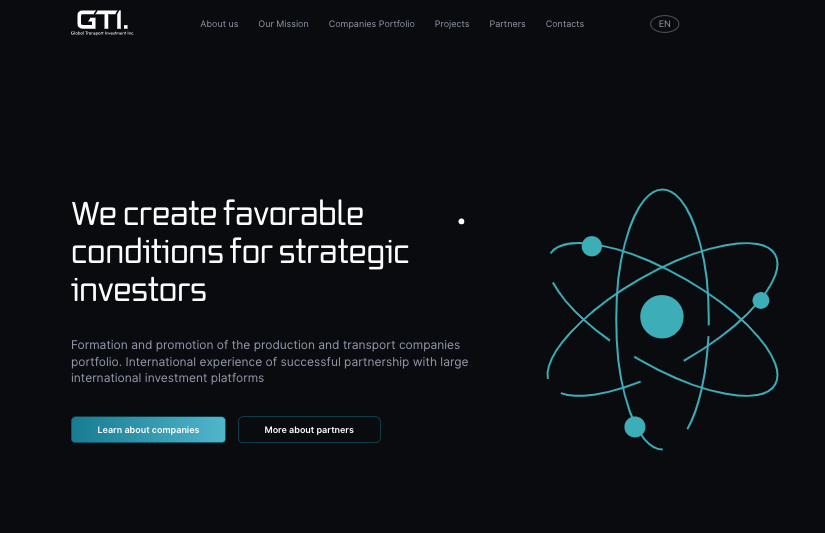 GTI.
Global Transport Investment Inc
About us
Our Mission
Companies Portfolio
Projects
Partners
Contacts
EN
We create favorable
conditions for strategic
investors
Formation and promotion of the production and transport companies
portfolio. International experience of successful partnership with large
international investment platforms
Learn about companies
More about partners